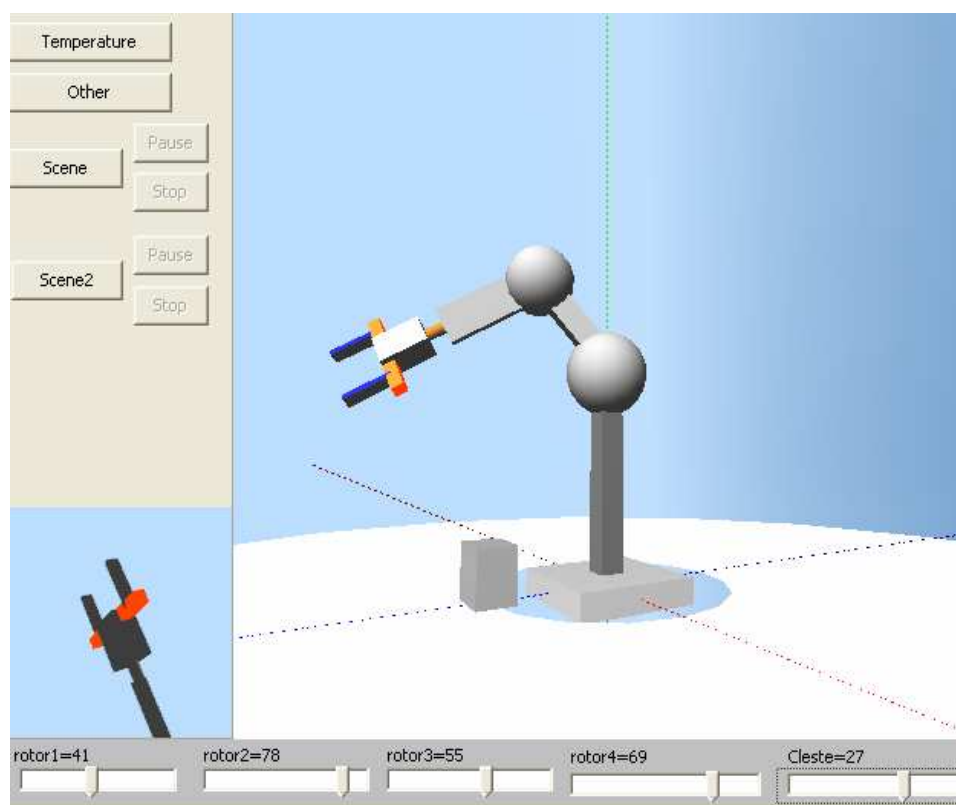 Temperature
Other
Pause
Scene
Stop
Pause
Scene2
Stop
rotor1=41
rotor2=78
rotor3=55
rotor4=69
Cleste=27